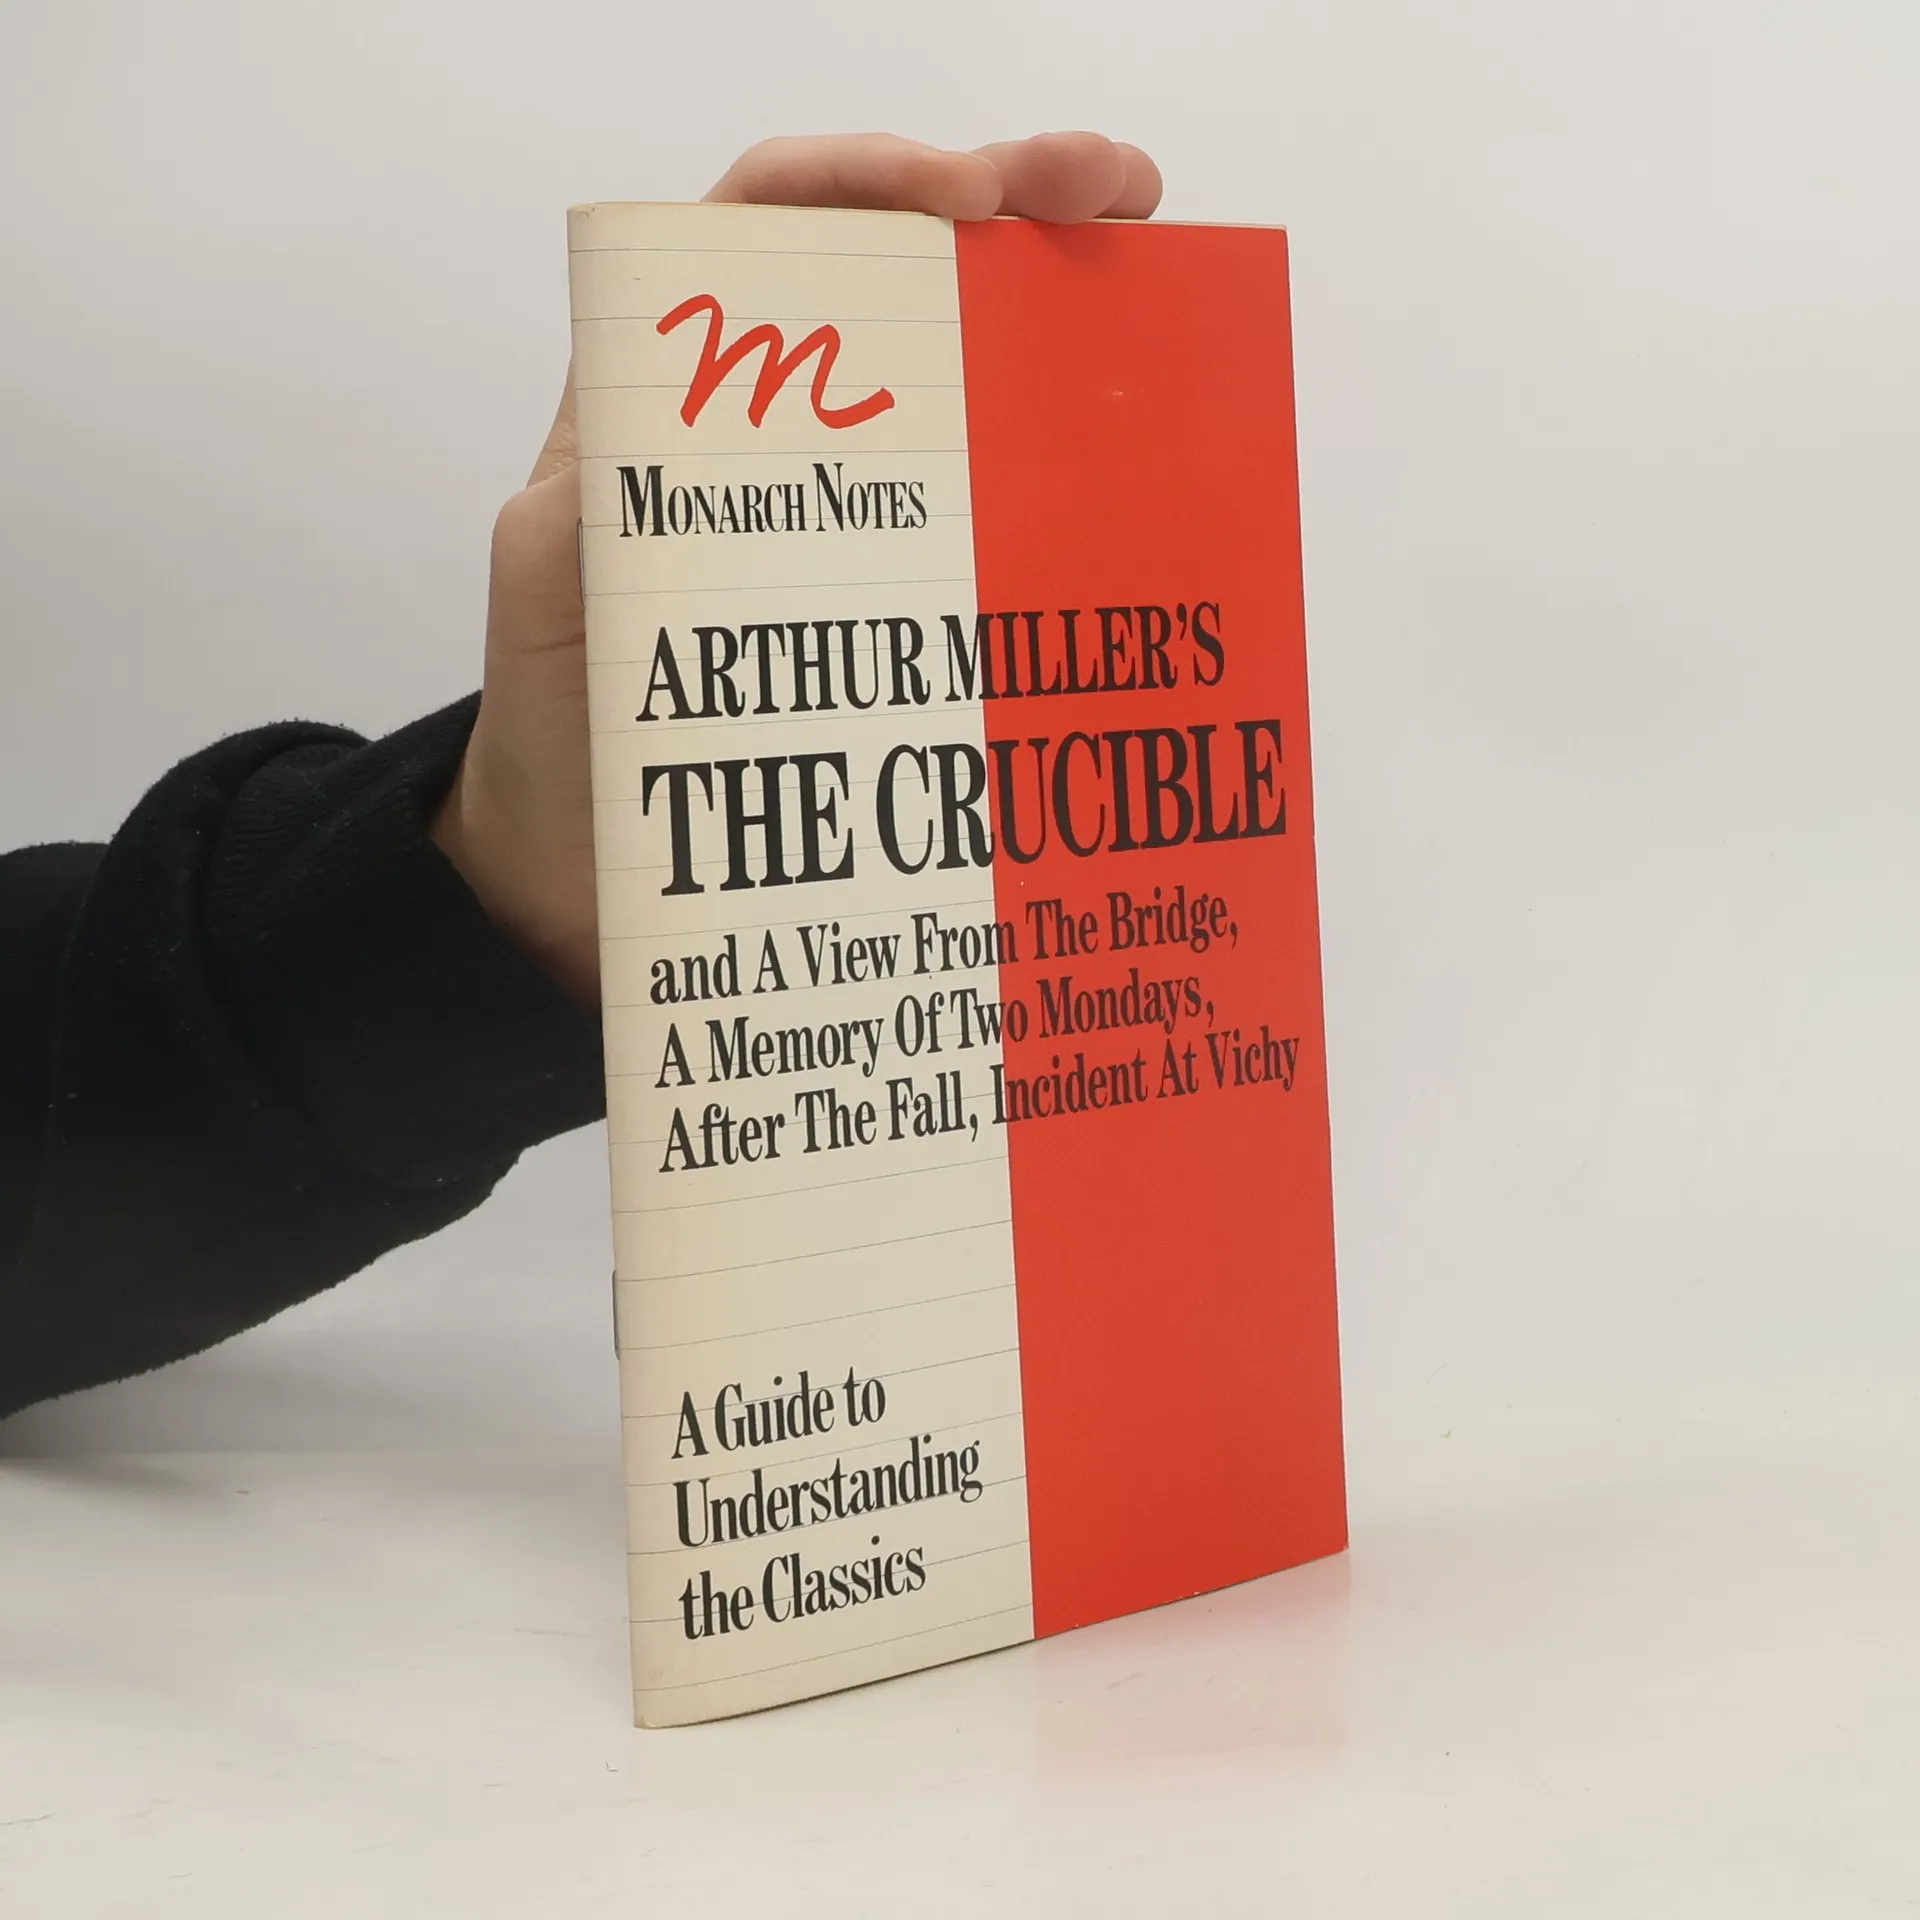 m
MONARCH NOTES
ARTHUR MILLER'S
THE CRUCIBLE
and A View From The Bridge,
A Memory Of Two Mondays,
After The Fall, Incident At Vichy
A Guide to
Understanding
the Classics